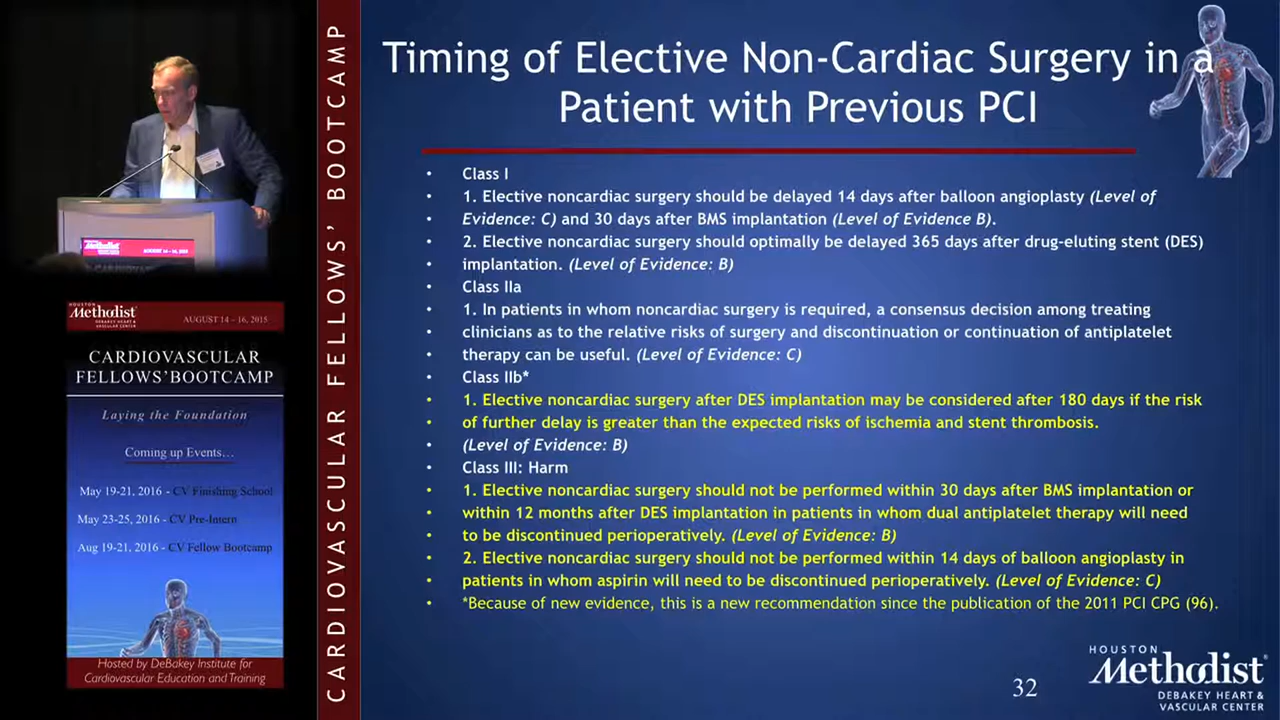 Timing of Elective Non-Cardiac Surgery in a
Patient with Previous PCI
• Class I
• 1. Elective noncardiac surgery should be delayed 14 days after balloon angioplasty (Level of
• Evidence: C) and 30 days after BMS implantation (Level of Evidence B).
• 2. Elective noncardiac surgery should optimally be delayed 365 days after drug-eluting stent (DES)
• implantation. (Level of Evidence: B)
• Class IIa
• 1. In patients in whom noncardiac surgery is required, a consensus decision among treating
• clinicians as to the relative risks of surgery and discontinuation or continuation of antiplatelet
• therapy can be useful. (Level of Evidence: C)
• Class IIb*
• 1. Elective noncardiac surgery after DES implantation may be considered after 180 days if the risk
• of further delay is greater than the expected risks of ischemia and stent thrombosis.
• (Level of Evidence: B)
• Class III: Harm
• 1. Elective noncardiac surgery should not be performed within 30 days after BMS implantation or
• within 12 months after DES implantation in patients in whom dual antiplatelet therapy will need
• to be discontinued perioperatively. (Level of Evidence: B)
• 2. Elective noncardiac surgery should not be performed within 14 days of balloon angioplasty in
• patients in whom aspirin will need to be discontinued perioperatively. (Level of Evidence: C)
• *Because of new evidence, this is a new recommendation since the publication of the 2011 PCI CPG (96).
32
HOUSTON
Methodist
DEBAKEY HEART &
VASCULAR CENTER
CARDIOVASCULAR FELLOWS' BOOTCAMP
Methodist
AUGUST 14 - 16, 2015
HOUSTON
Methodist
DEBAKEY HEART &
VASCULAR CENTER
AUGUST 14 – 16, 2015
CARDIOVASCULAR
FELLOWS'BOOTCAMP
Laying the Foundation
Coming up Events…
May 19-21, 2016 - CV Finishing School
May 23-25, 2016 - CV Pre-Intern
Aug 19-21, 2016 - CV Fellow Bootcamp
Hosted by DeBakey Institute for
Cardiovascular Education and Training